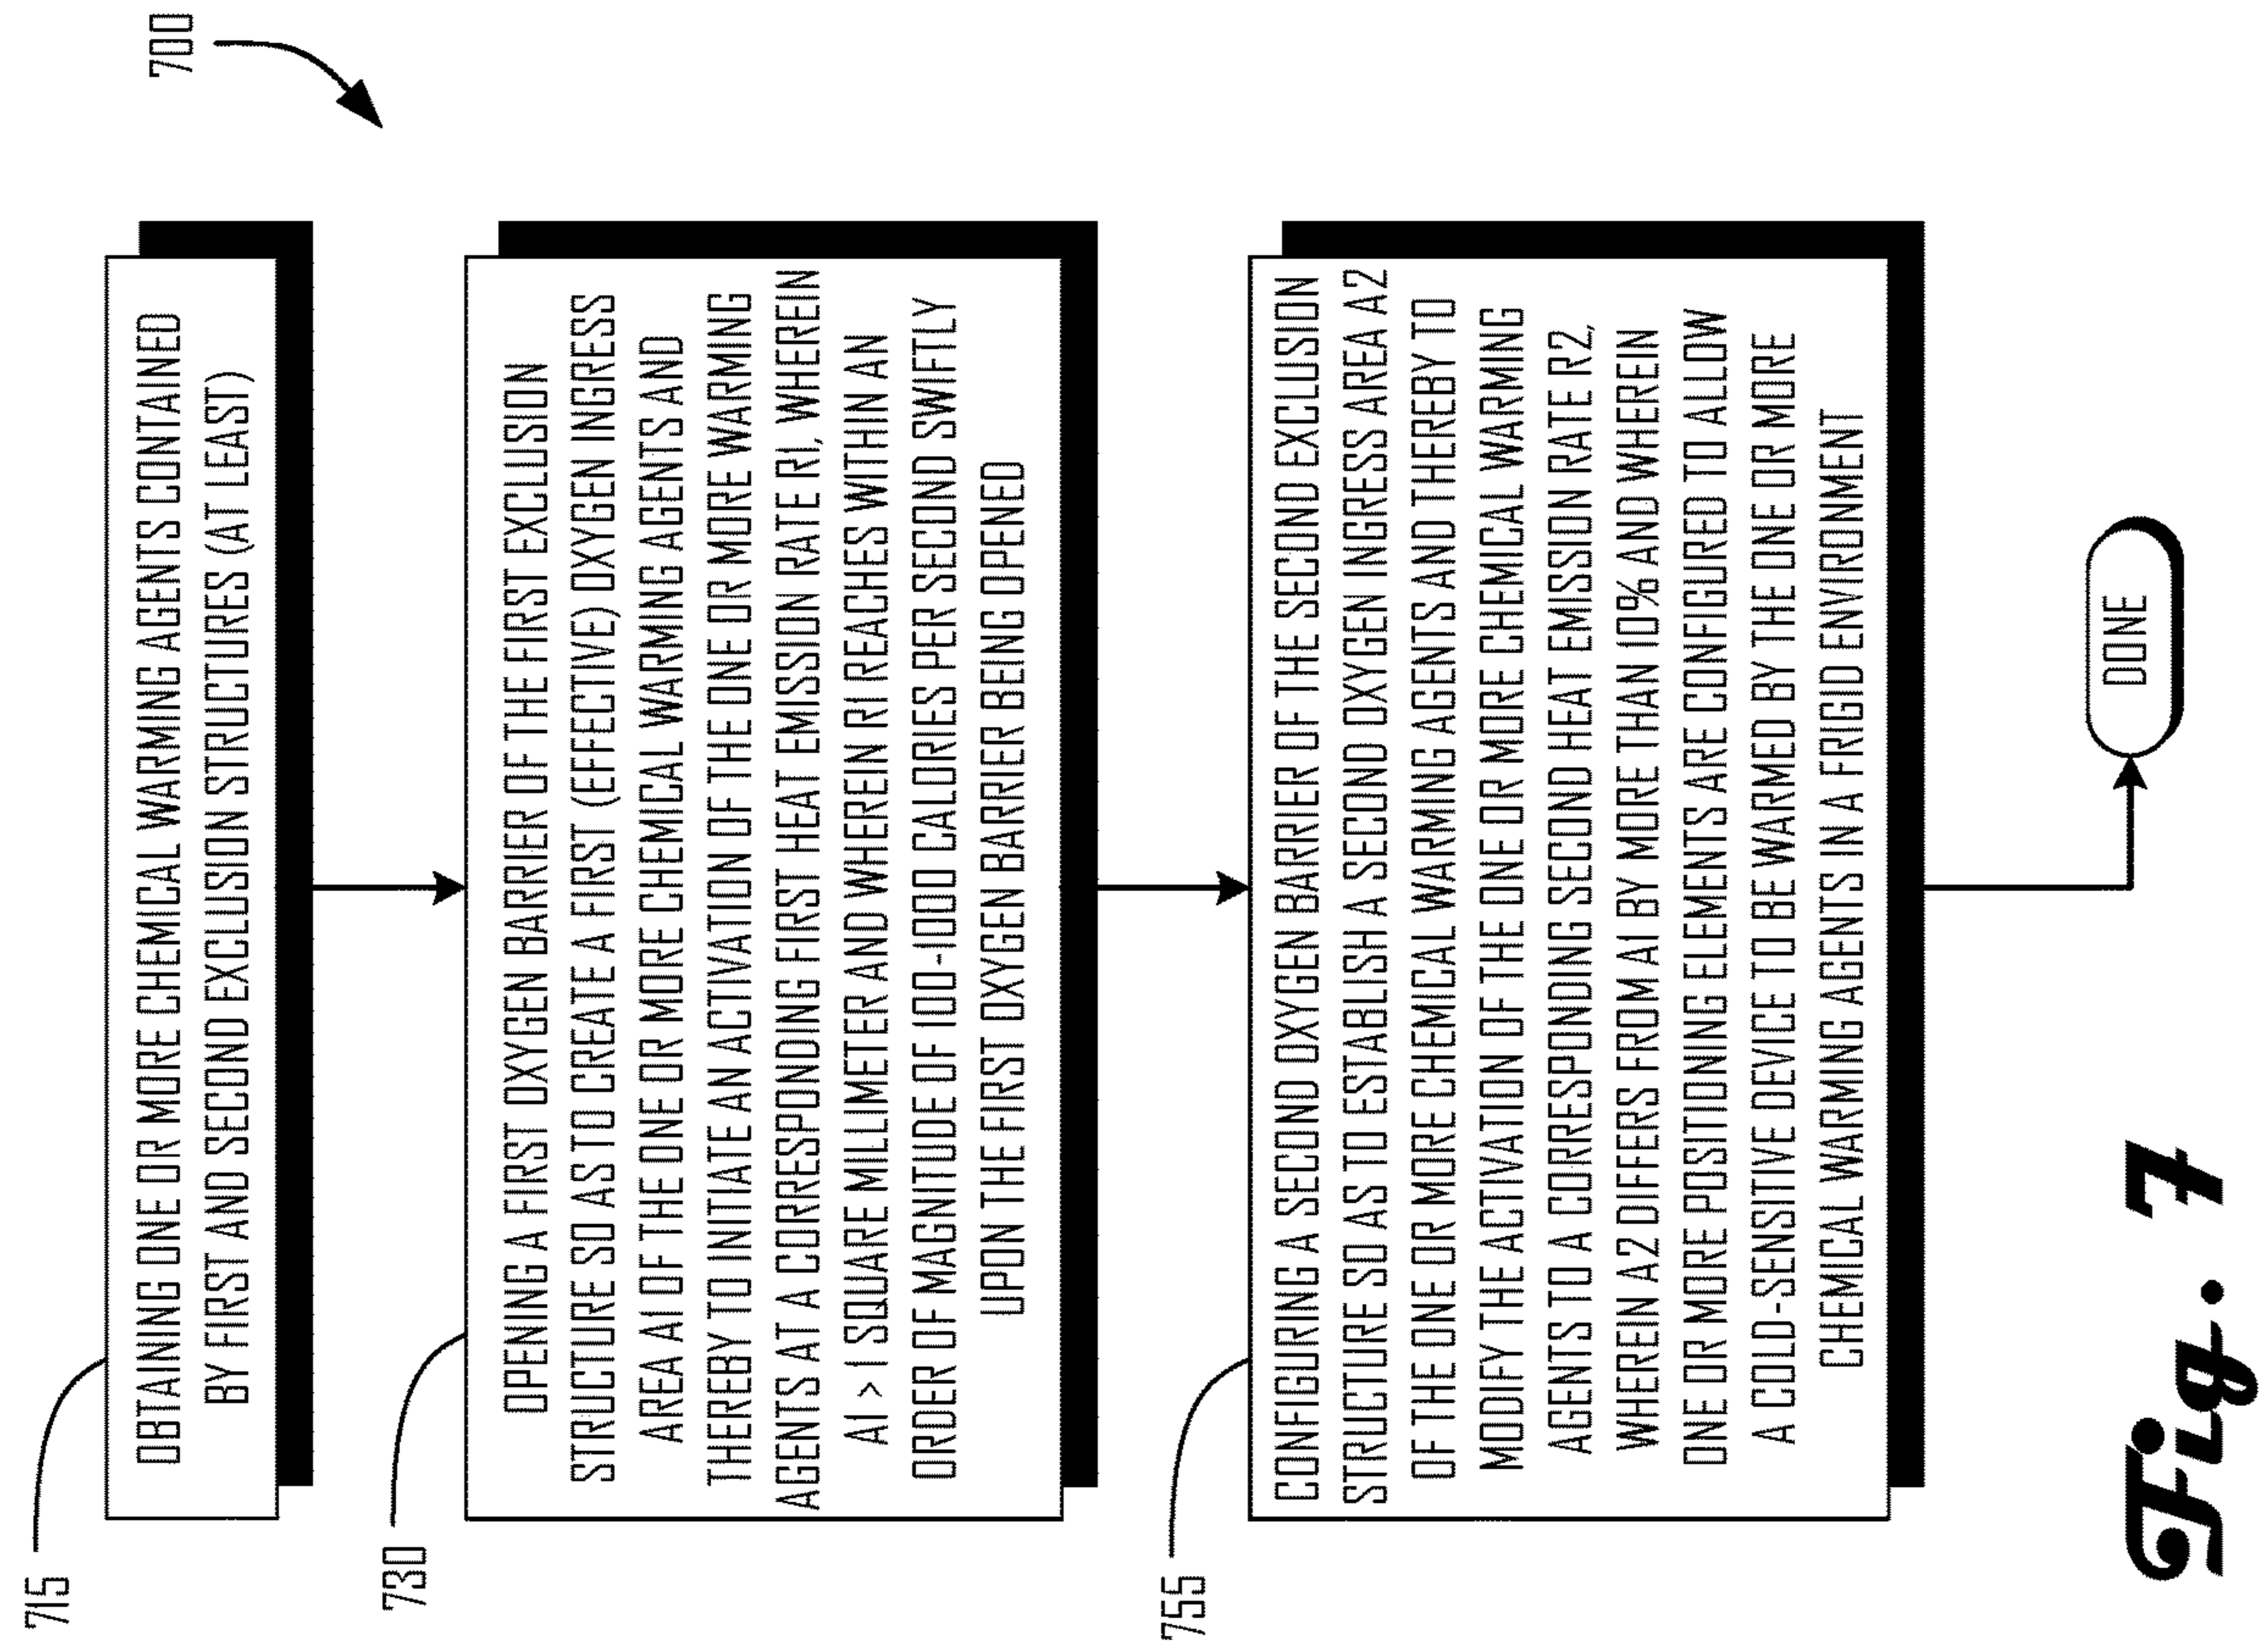 700
715
OBTAINING ONE OR MORE CHEMICAL WARMING AGENTS CONTAINED
BY FIRST AND SECOND EXCLUSION STRUCTURES (AT LEAST)
730
OPENING A FIRST OXYGEN BARRIER OF THE FIRST EXCLUSION
STRUCTURE SO AS TO CREATE A FIRST (EFFECTIVE) OXYGEN INGRESS
AREA A1 OF THE ONE OR MORE CHEMICAL WARMING AGENTS AND
THEREBY TO INITIATE AN ACTIVATION OF THE ONE OR MORE WARMING
AGENTS AT A CORRESPONDING FIRST HEAT EMISSION RATE R1, WHEREIN
A1 > 1 SQUARE MILLIMETER AND WHEREIN R1 REACHES WITHIN AN
ORDER OF MAGNITUDE OF 100-1000 CALORIES PER SECOND SWIFTLY
UPON THE FIRST OXYGEN BARRIER BEING OPENED
755
CONFIGURING A SECOND OXYGEN BARRIER OF THE SECOND EXCLUSION
STRUCTURE SO AS TO ESTABLISH A SECOND OXYGEN INGRESS AREA A2
OF THE ONE OR MORE CHEMICAL WARMING AGENTS AND THEREBY TO
MODIFY THE ACTIVATION OF THE ONE OR MORE CHEMICAL WARMING
AGENTS TO A CORRESPONDING SECOND HEAT EMISSION RATE R2,
WHEREIN A2 DIFFERS FROM A1 BY MORE THAN 10% AND WHEREIN
ONE OR MORE POSITIONING ELEMENTS ARE CONFIGURED TO ALLOW
A COLD-SENSITIVE DEVICE TO BE WARMED BY THE ONE OR MORE
CHEMICAL WARMING AGENTS IN A FRIGID ENVIRONMENT
DONE
Fig. 7